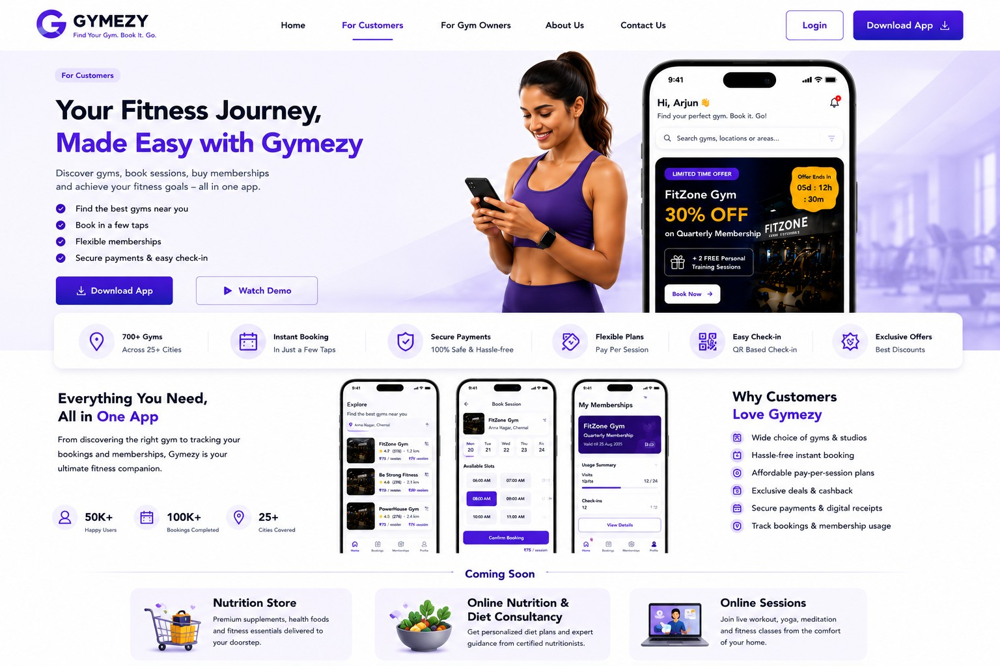 GYMEZY
Find Your Gym. Book It. Go.
Home
For Customers
For Gym Owners
About Us
Contact Us
Login
Download App
For Customers
Your Fitness Journey,
Made Easy with Gymezy
Discover gyms, book sessions, buy memberships
and achieve your fitness goals – all in one app.
Find the best gyms near you
Book in a few taps
Flexible memberships
Secure payments & easy check-in
Download App
Watch Demo
9:41
Hi, Arjun 👋
Find your perfect gym. Book it. Go!
Search gyms, locations or areas...
LIMITED TIME OFFER
Offer Ends in
0Sd : 12h
: 30m
FitZone Gym
30% OFF
on Quarterly Membership
FITZONE
+ 2 FREE Personal
Training Sessions
Book Now
700+ Gyms
Across 25+ Cities
Instant Booking
In Just a Few Taps
Secure Payments
100% Safe & Hassle-free
Flexible Plans
Pay Per Session
Easy Check-in
QR Based Check-in
Exclusive Offers
Best Discounts
Everything You Need,
All in One App
From discovering the right gym to tracking your
bookings and memberships, Gymezy is your
ultimate fitness companion.
50K+
Happy Users
100K+
Bookings Completed
25+
Cities Covered
9:41
Explore
Find the best gyms near you
Anna Nagar, Chennai
FitZone Gym
4.7 · 1.2 km
Be Strong Fitness
4.6 · 2.1 km
PowerHouse Gym
4.5 · 2.4 km
Home
Bookings
Memberships
Profile
9:41
Book Session
FitZone Gym
Anna Nagar, Chennai
Mon Tue Wed Thu Fri
20 21 22 23 24
Available Slots
06:00 AM 07:00 AM
08:00 AM 09:00 AM
10:00 AM 11:00 AM
Confirm Booking
₹75 / session
9:41
My Memberships
FitZone Gym
Quarterly Membership
Valid till 25 Aug 2025
Usage Summary
Visits
12 / 24
Check-ins
12
View Details
Home
Bookings
Memberships
Profile
Why Customers
Love Gymezy
Wide choice of gyms & studios
Hassle-free instant booking
Affordable pay-per-session plans
Exclusive deals & cashback
Secure payments & digital receipts
Track bookings & membership usage
Coming Soon
Nutrition Store
Premium supplements, health foods
and fitness essentials delivered to
your doorstep.
Online Nutrition &
Diet Consultancy
Get personalized diet plans and expert
guidance from certified nutritionists.
Online Sessions
Join live workout, yoga, meditation
and fitness classes from the comfort
of your home.